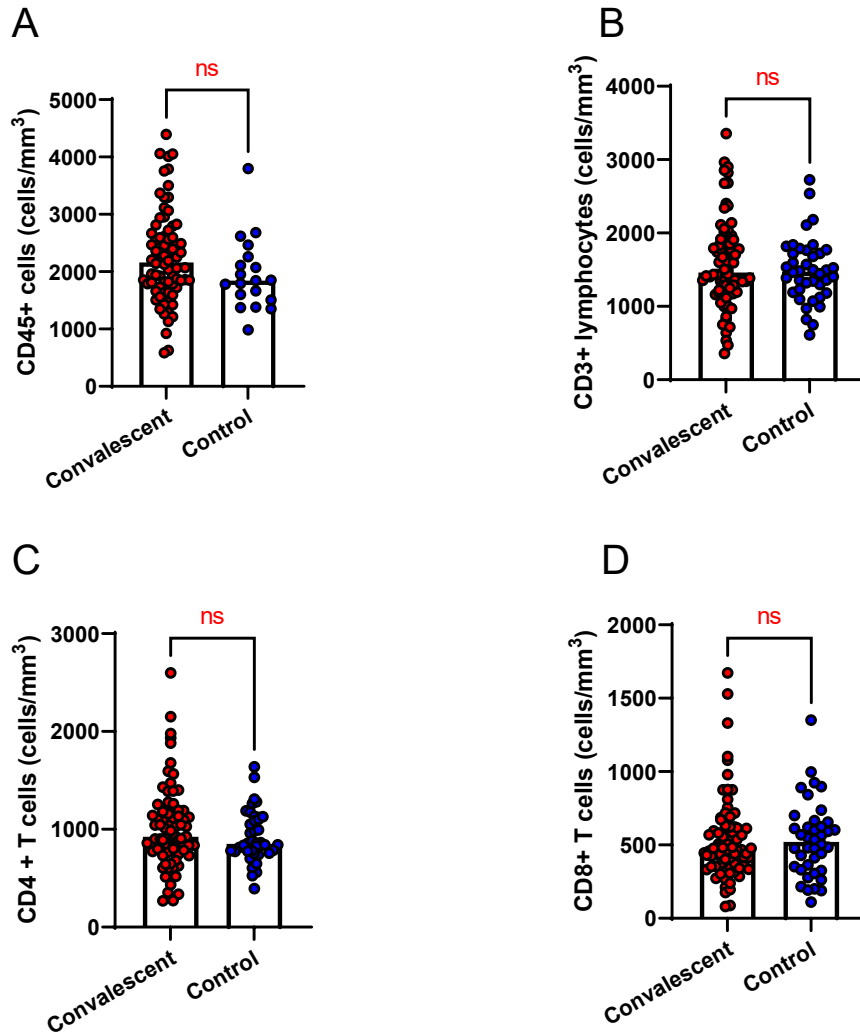 A
ns
CD45+ cells (cells/mm³)
5000
4000
3000
2000
1000
0
Convalescent
Control
B
ns
CD3+ lymphocytes (cells/mm³)
4000
3000
2000
1000
0
Convalescent
Control
C
ns
CD4 + T cells (cells/mm³)
3000
2000
1000
0
Convalescent
Control
D
ns
CD8+ T cells (cells/mm³)
2000
1500
1000
500
0
Convalescent
Control